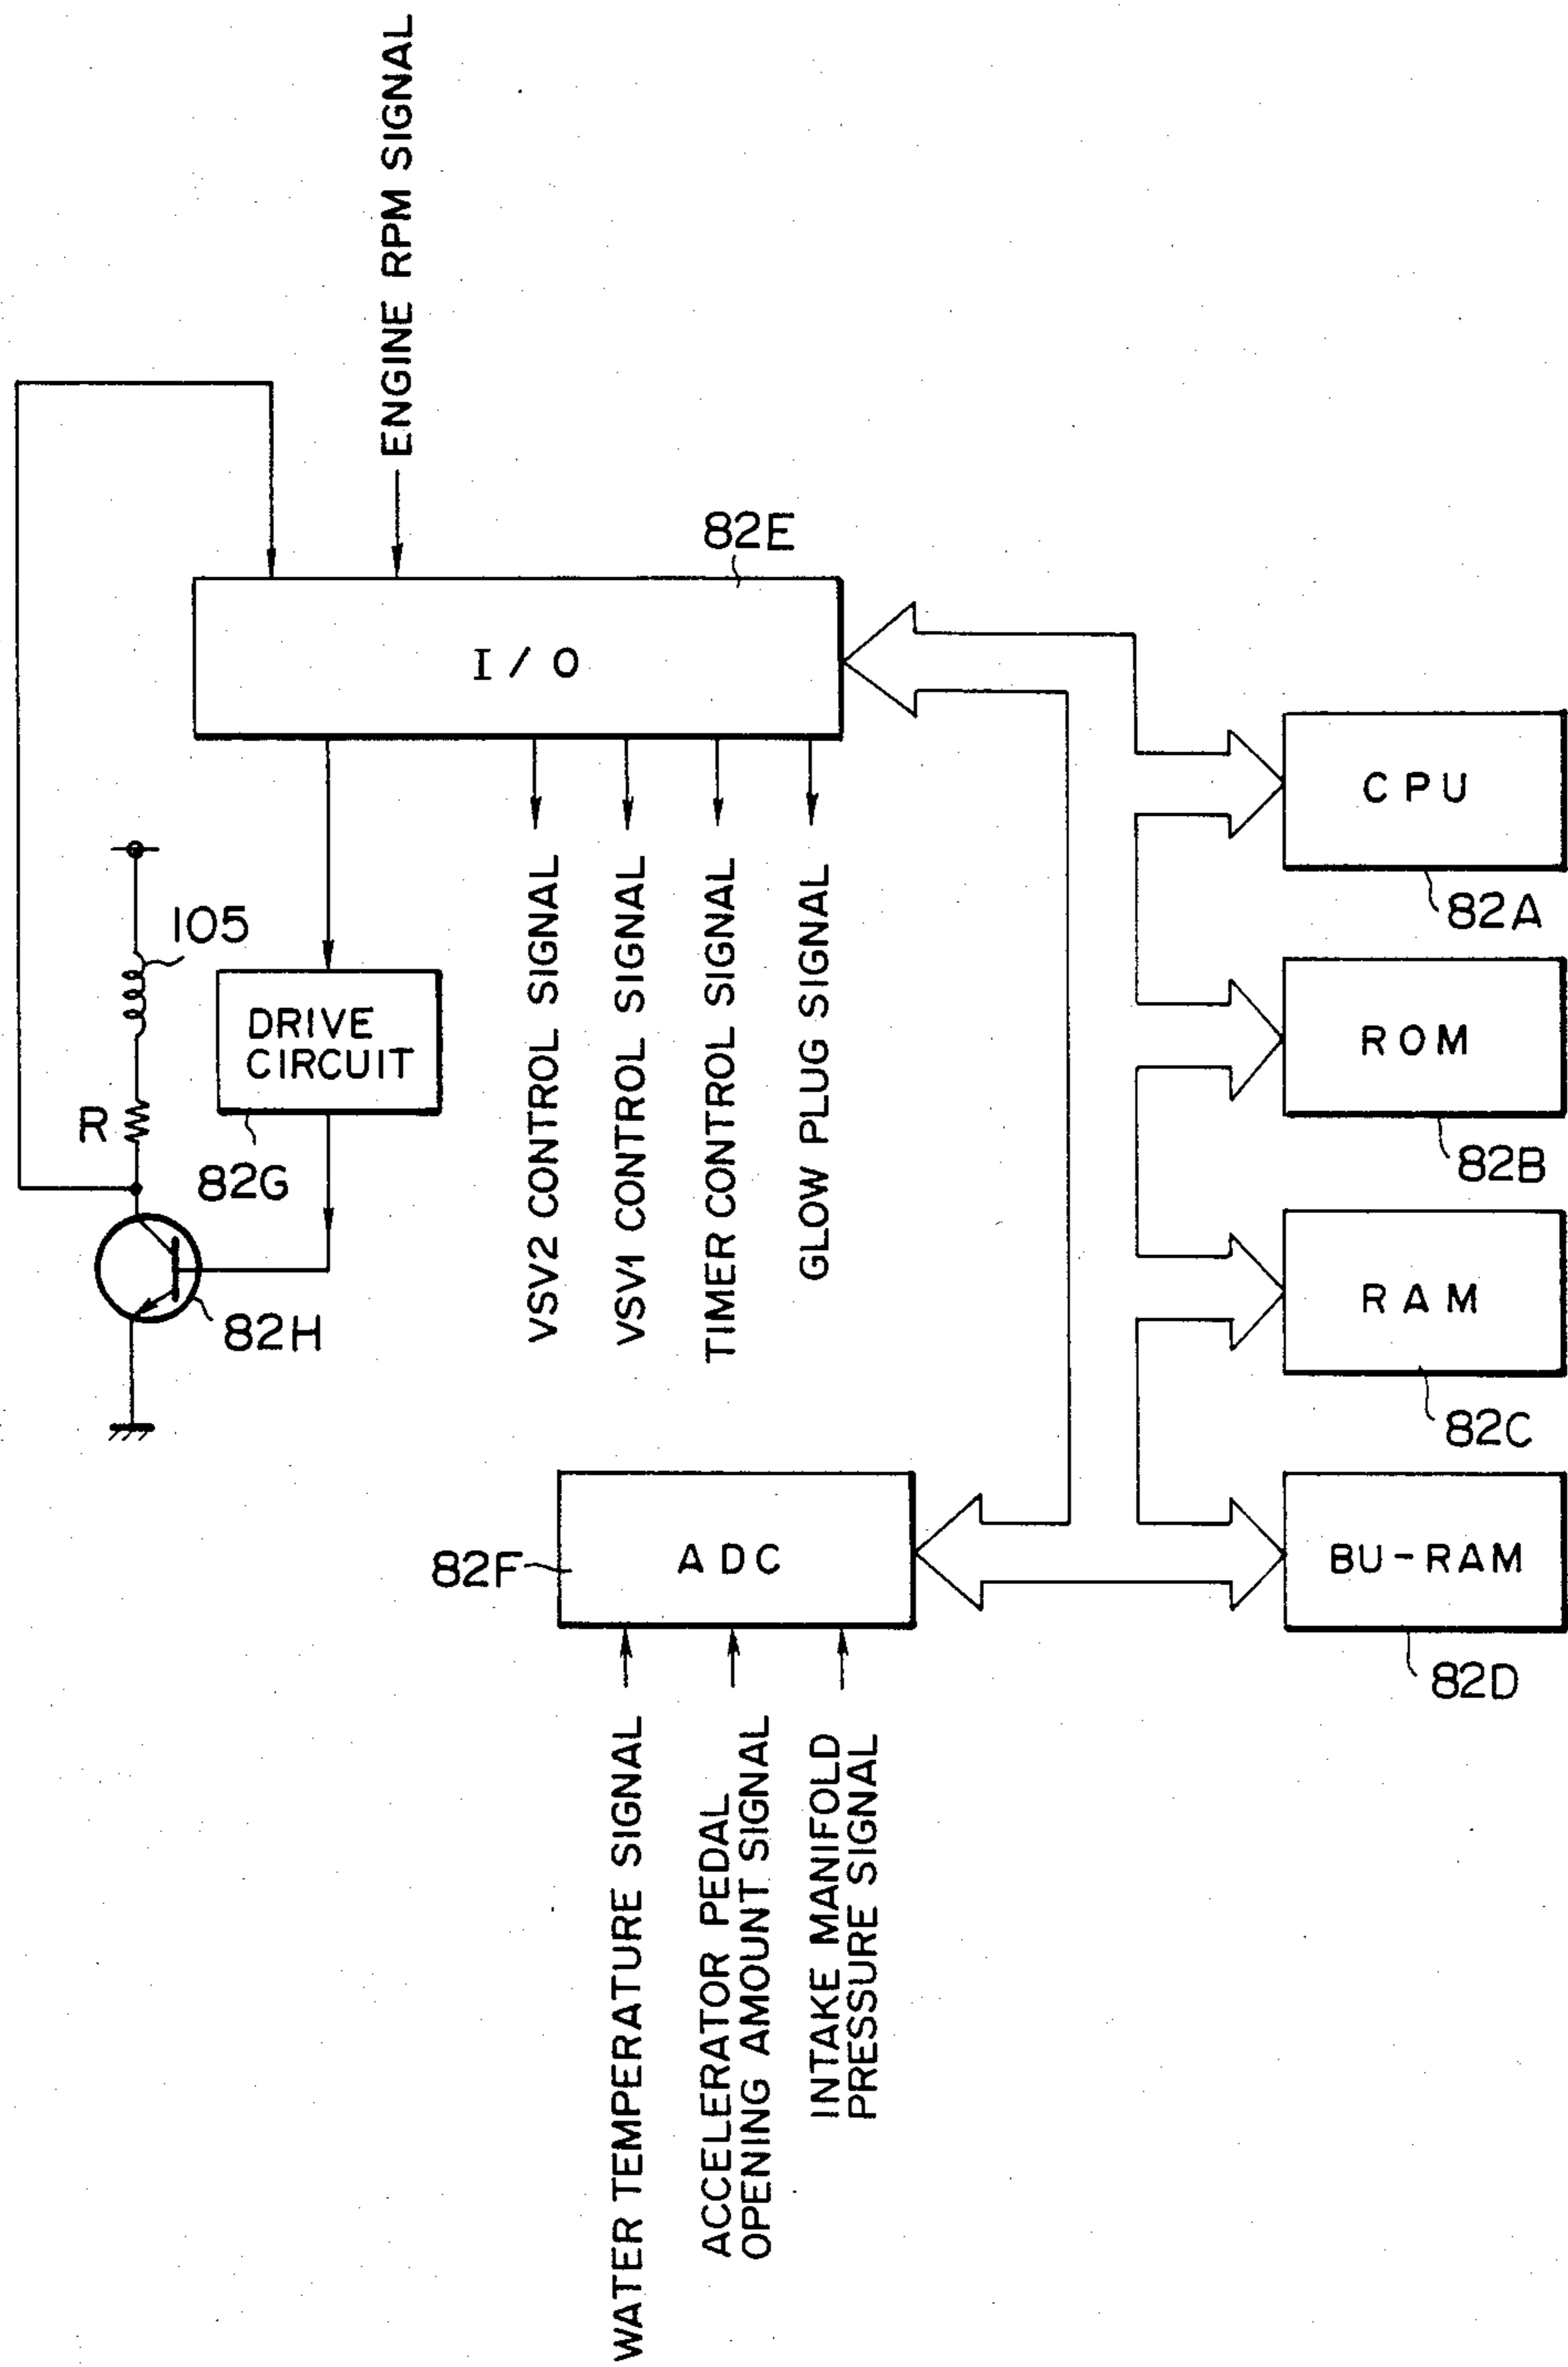 ENGINE RPM SIGNAL
82E
I/O
105
R
DRIVE
CIRCUIT
82G
82H
VSV2 CONTROL SIGNAL
VSV1 CONTROL SIGNAL
TIMER CONTROL SIGNAL
GLOW PLUG SIGNAL
CPU
82A
ROM
82B
RAM
82C
BU-RAM
82D
ADC
82F
WATER TEMPERATURE SIGNAL
ACCELERATOR PEDAL
OPENING AMOUNT SIGNAL
INTAKE MANIFOLD
PRESSURE SIGNAL